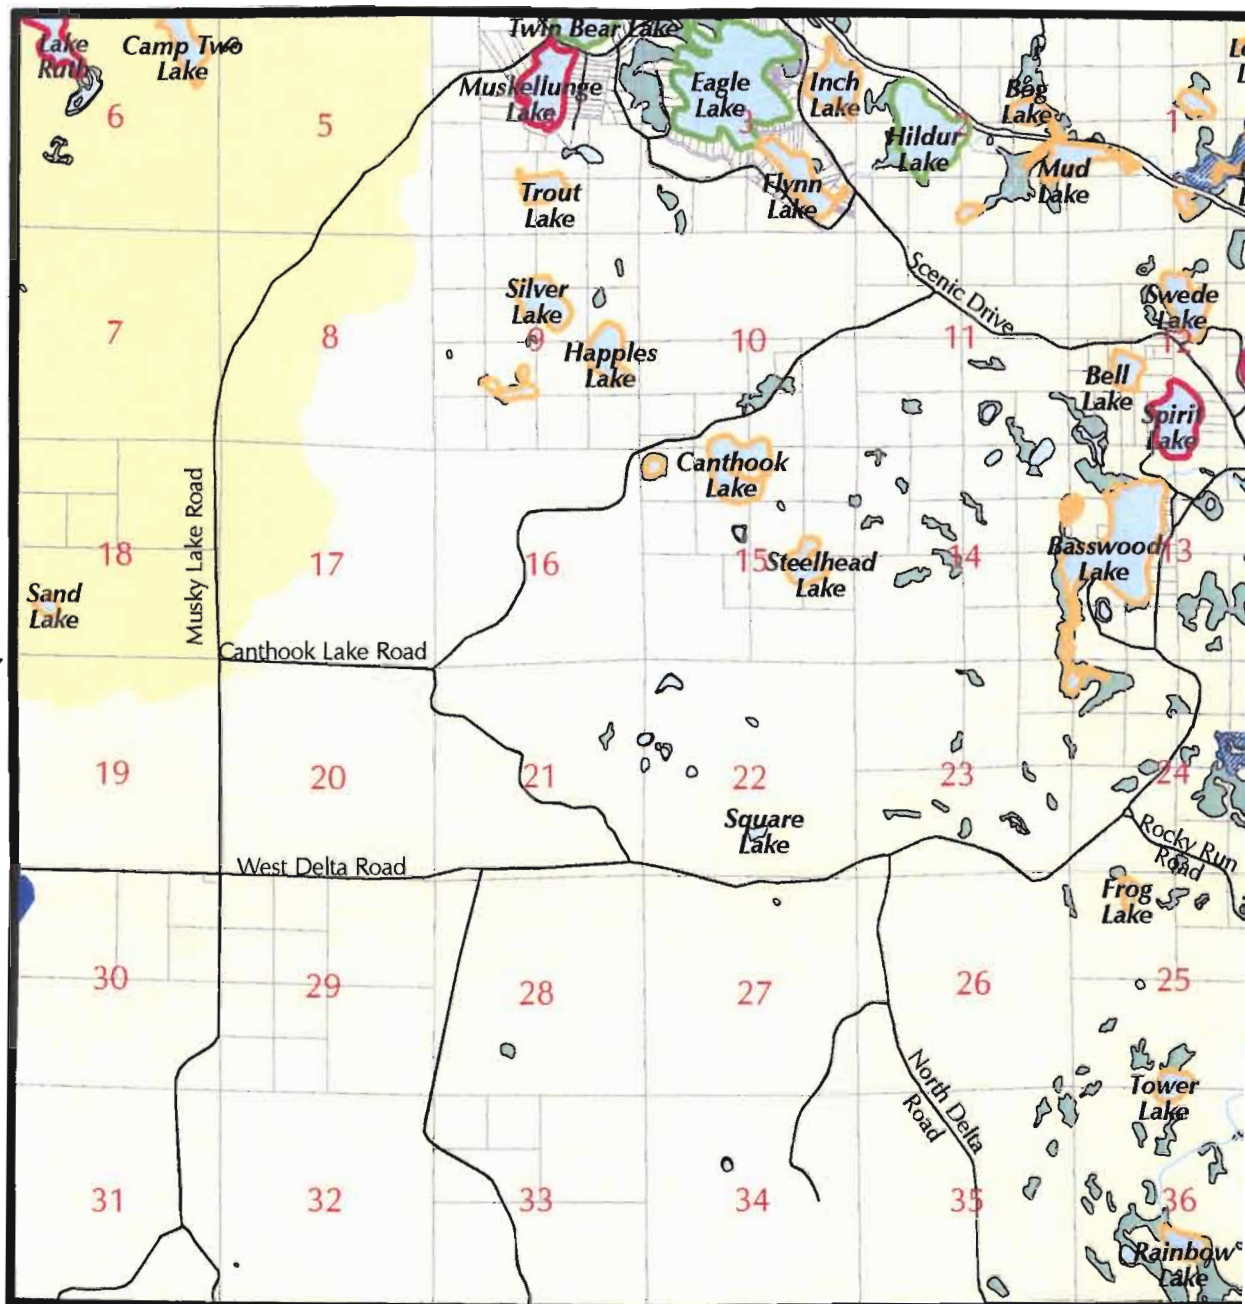 Twin Bear Lake
Lake
Ruth
Camp Two
Lake
Muskellunge
Lake
Eagle
Lake
Inch
Lake
Bog
Lake
Hildur
Lake
Mud
Lake
6
5
3
2
1
Trout
Lake
Flynn
Lake
Silver
Lake
Scenic Drive
Swede
Lake
7
8
9
10
11
12
Happles
Lake
Bell
Lake
Spirit
Lake
Canthook
Lake
Musky Lake Road
18
17
16
15
14
13
Steelhead
Lake
Basswood
Lake
Sand
Lake
Canthook Lake Road
19
20
21
22
23
24
Square
Lake
Rocky Run
Road
West Delta Road
Frog
Lake
30
29
28
27
26
25
North Delta
Road
Tower
Lake
31
32
33
34
35
36
Rainbow
Lake